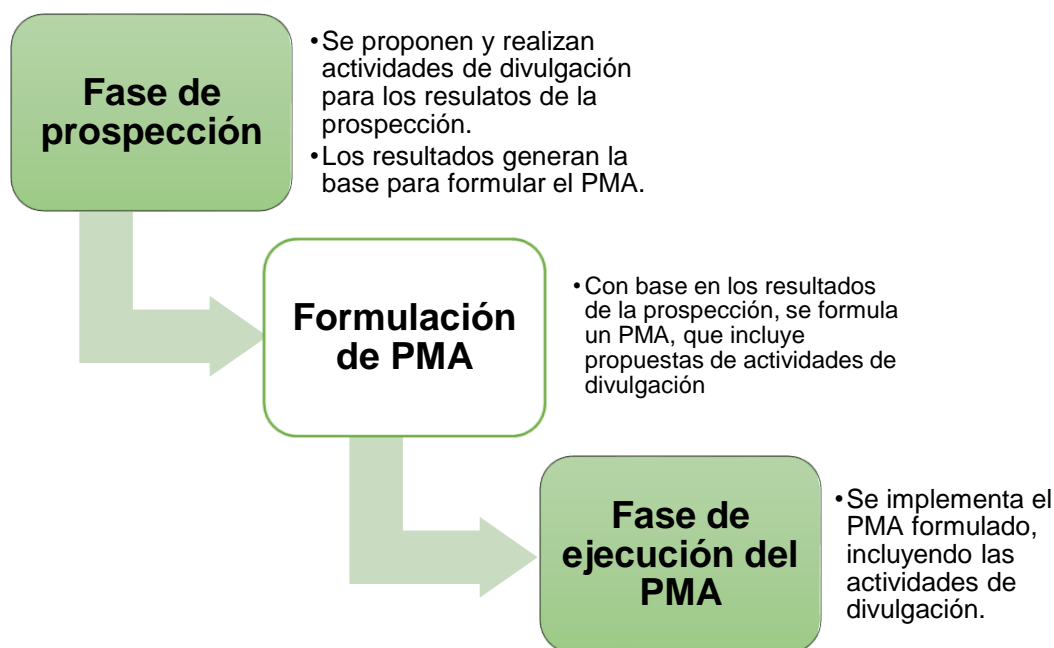 Fase de
prospección
•Se proponen y realizan
actividades de divulgación
para los resulatos de la
prospección.
•Los resultados generan la
base para formular el PMA.
Formulación
de PMA
•Con base en los resultados
de la prospección, se formula
un PMA, que incluye
propuestas de actividades de
divulgación
Fase de
ejecución del
PMA
•Se implementa el
PMA formulado,
incluyendo las
actividades de
divulgación.